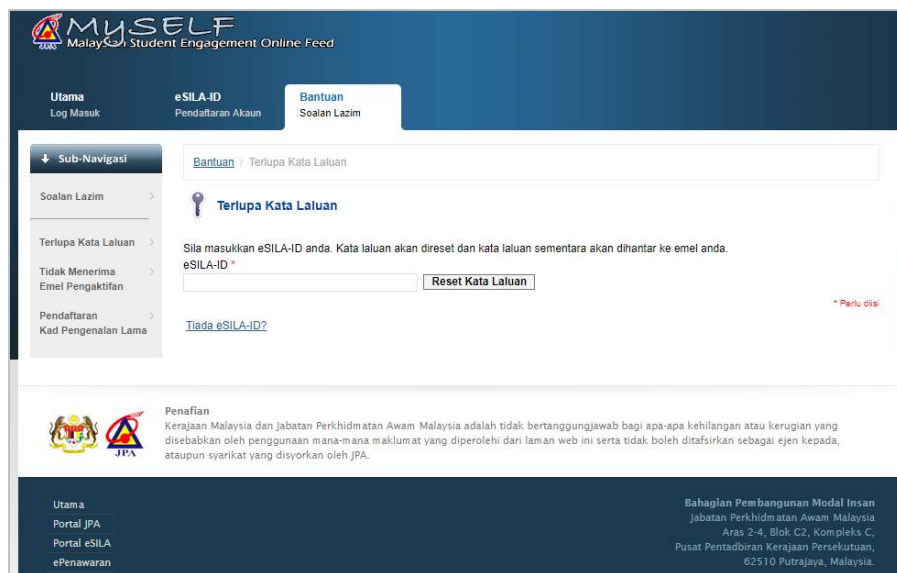 MYSELF
JPA Malaysian Student Engagement Online Feed
Utama
Log Masuk
eSILA-ID
Pendaftaran Akaun
Bantuan
Soalan Lazim
Sub-Navigasi
Soalan Lazim
Terlupa Kata Laluan
Tidak Menerima
Emel Pengaktifan
Pendaftaran
Kad Pengenalan Lama
Bantuan / Terlupa Kata Laluan
Terlupa Kata Laluan
Sila masukkan eSILA-ID anda. Kata laluan akan direset dan kata laluan sementara akan dihantar ke emel anda.
eSILA-ID *
Reset Kata Laluan
* Perlu diisi
Tiada eSILA-ID?
JPA
Penafian
Kerajaan Malaysia dan Jabatan Perkhidmatan Awam Malaysia adalah tidak bertanggungjawab bagi apa-apa kehilangan atau kerugian yang
disebabkan oleh penggunaan mana-mana maklumat yang diperolehi dari laman web ini serta tidak boleh ditafsirkan sebagai ejen kepada,
ataupun syarikat yang disyorkan oleh JPA.
Utama
Portal JPA
Portal eSILA
ePenawaran
Bahagian Pembangunan Modal Insan
Jabatan Perkhidmatan Awam Malaysia
Aras 2-4, Blok C2, Kompleks C,
Pusat Pentadbiran Kerajaan Persekutuan,
62510 Putrajaya, Malaysia.